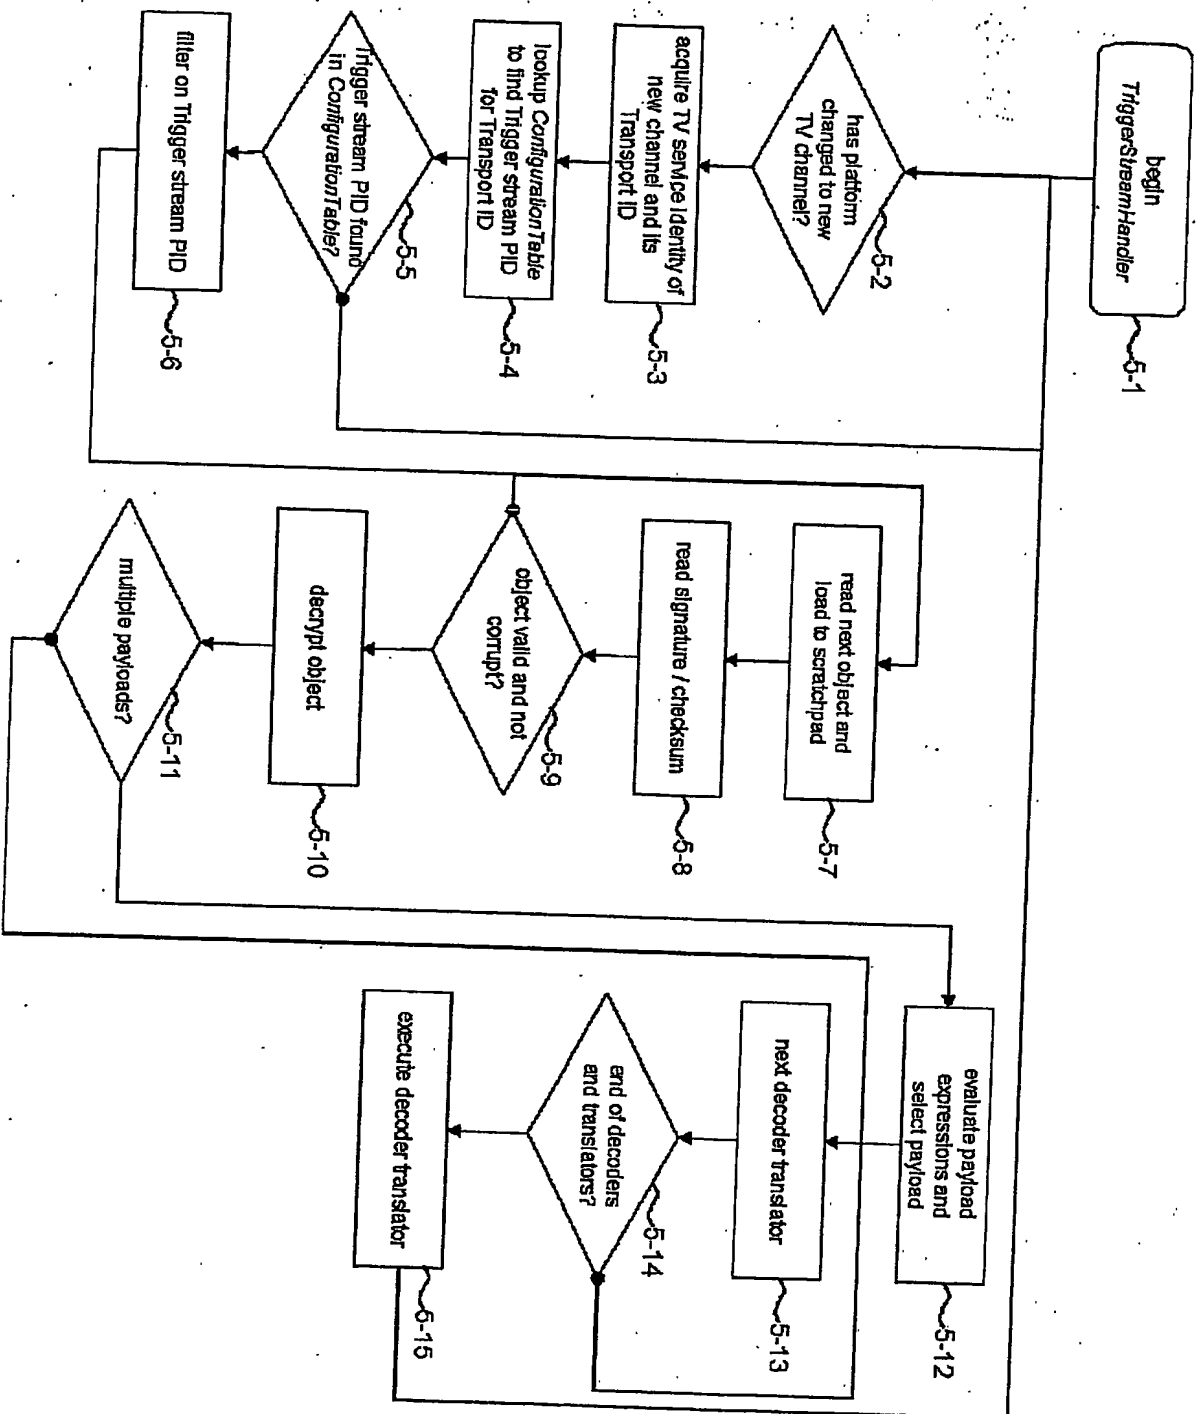 begin
TriggerStreamHandler
5-1
has platform
changed to new
TV channel?
5-2
acquire TV service identity of
new channel and its
Transport ID
5-3
lookup ConfigurationTable
to find Trigger stream PID
for Transport ID
5-4
Trigger stream PID found
in ConfigurationTable?
5-5
filter on Trigger stream PID
5-6
read next object and
load to scratchpad
5-7
read signature / checksum
5-8
object valid and not
corrupt?
5-9
decrypt object
5-10
multiple payloads?
5-11
evaluate payload
expressions and
select payload
5-12
next decoder translator
5-13
end of decoders
and translators?
5-14
execute decoder translator
5-15